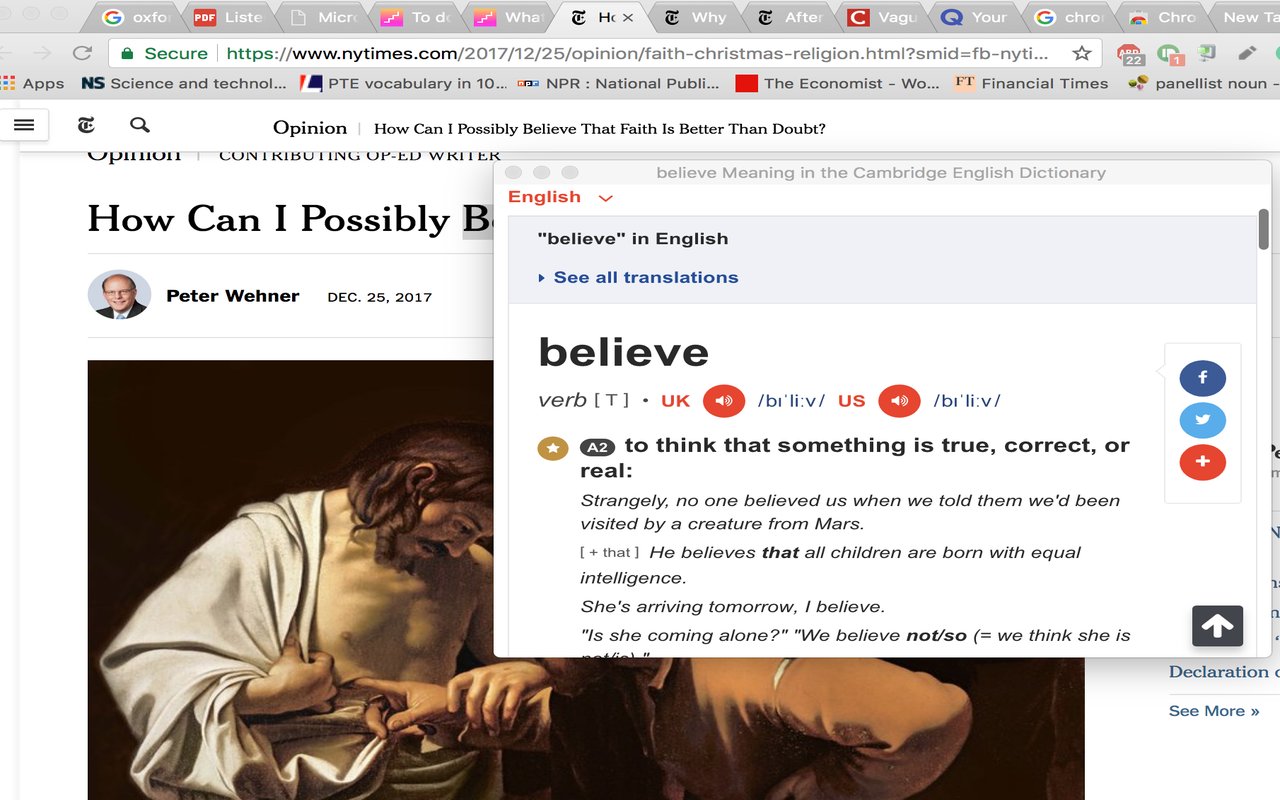 oxfo
PDF Liste
Micr
To d
What
Ho
Why
After
C Vagu
Your
chro
Chro
New Ta
Secure https://www.nytimes.com/2017/12/25/opinion/faith-christmas-religion.html?smid=fb-nyti...
22
1
Apps NS Science and technol... PTE vocabulary in 10... npr NPR : National Publi... The Economist - Wo... FT Financial Times panellist noun -
Opinion | How Can I Possibly Believe That Faith Is Better Than Doubt?
Opinion | CONTRIBUTING OP-ED WRITER
How Can I Possibly B
Peter Wehner DEC. 25, 2017
believe Meaning in the Cambridge English Dictionary
English
"believe" in English
See all translations
believe
verb [ T ] • UK /bɪˈliːv/ US /bɪˈliːv/
A2 to think that something is true, correct, or
real:
Strangely, no one believed us when we told them we'd been
visited by a creature from Mars.
[ + that ] He believes that all children are born with equal
intelligence.
She's arriving tomorrow, I believe.
"Is she coming alone?" "We believe not/so (= we think she is
not/is)."
Declaration o
See More »